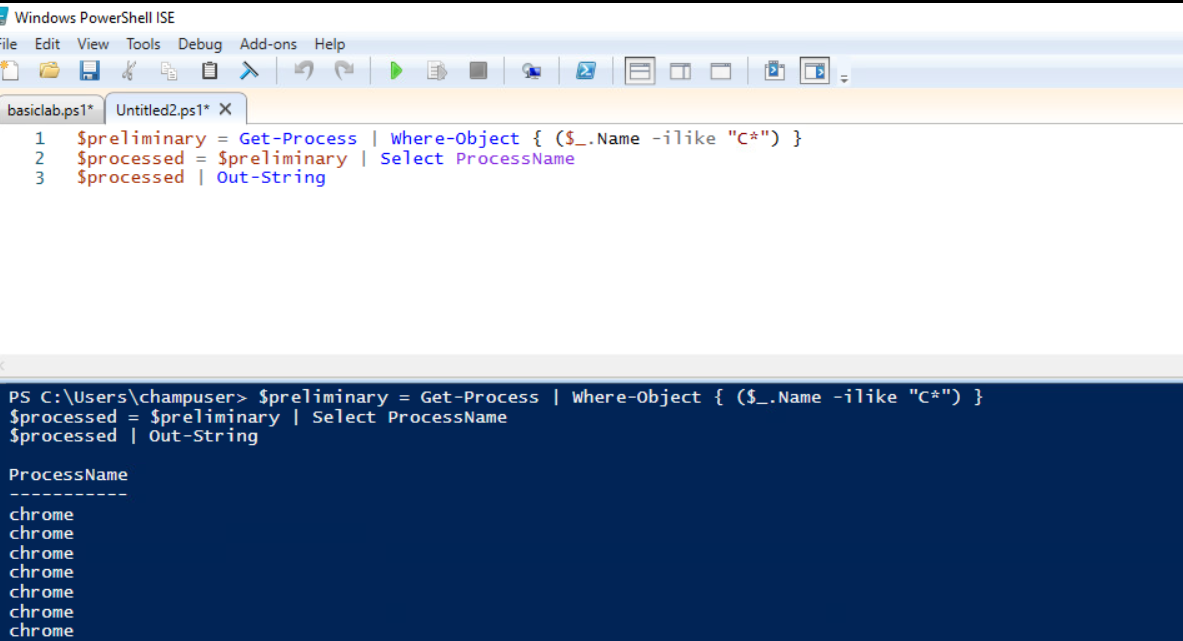 Windows PowerShell ISE
File Edit View Tools Debug Add-ons Help
basiclab.ps1* Untitled2.ps1* X
1 $preliminary = Get-Process | Where-Object { ($_.Name -ilike "C*") }
2 $processed = $preliminary | Select ProcessName
3 $processed | Out-String
PS C:\Users\champuser> $preliminary = Get-Process | Where-Object { ($_.Name -ilike "C*") }
$processed = $preliminary | Select ProcessName
$processed | Out-String
ProcessName
-----------
chrome
chrome
chrome
chrome
chrome
chrome
chrome